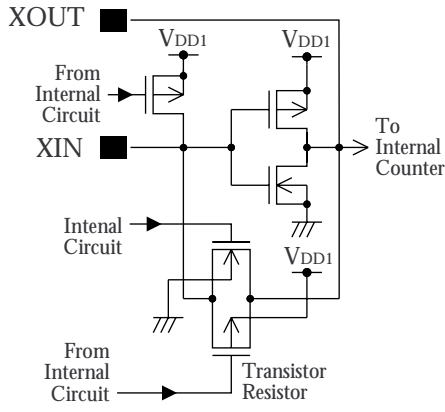 XOUT
VDD1
VDD1
From
Internal
Circuit
XIN
To
Internal
Counter
Intenal
Circuit
VDD1
From
Internal
Circuit
Transistor
Resistor